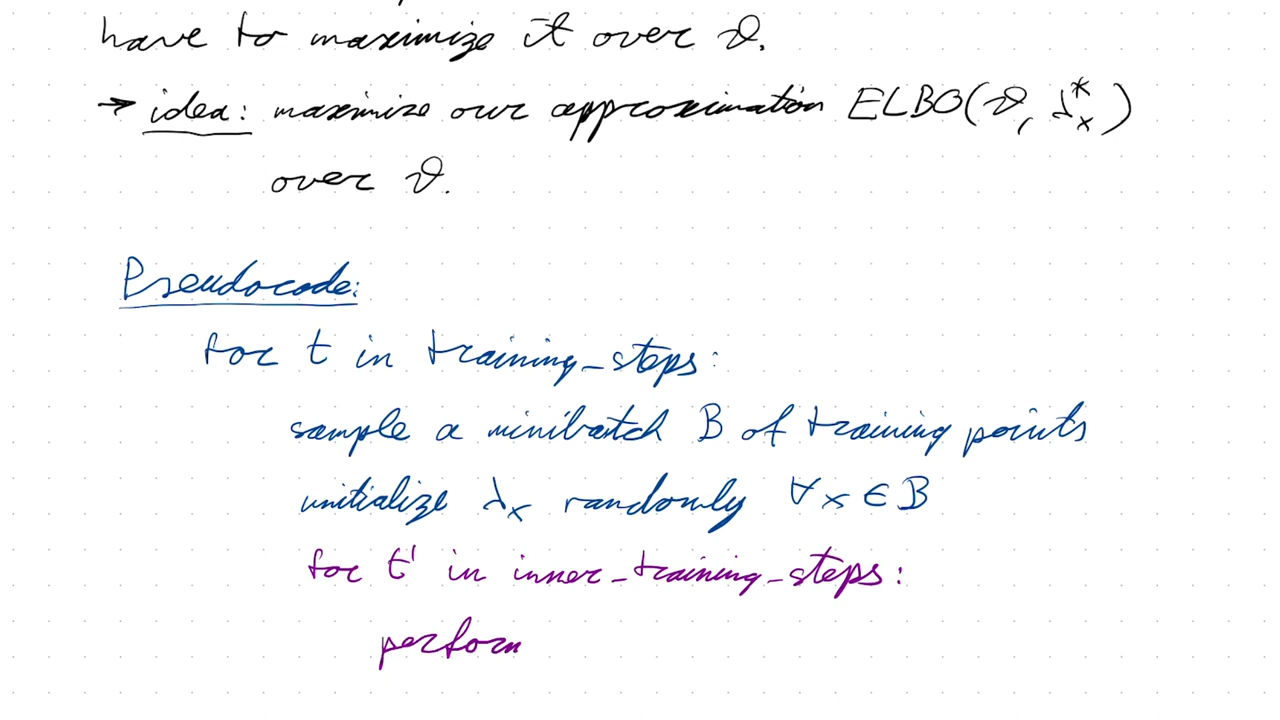 have to maximize it over ϑ.
→ idea: maximize our approximation ELBO(ϑ, λₓ*)
over ϑ.
Pseudocode:
for t in training_steps:
sample a minibatch B of training points
initialize λₓ randomly ∀ x ∈ B
for t' in inner_training_steps:
perform